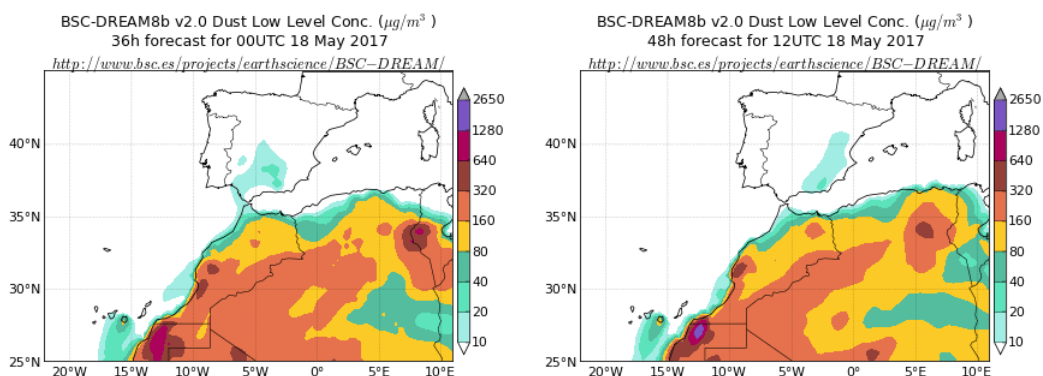 BSC-DREAM8b v2.0 Dust Low Level Conc. (μg/m³ )
36h forecast for 00UTC 18 May 2017
http://www.bsc.es/projects/earthscience/BSC−DREAM/
40°N
35°N
30°N
25°N
20°W
15°W
10°W
5°W
0°
5°E
10°E
2650
1280
640
320
160
80
40
20
10
BSC-DREAM8b v2.0 Dust Low Level Conc. (μg/m³ )
48h forecast for 12UTC 18 May 2017
http://www.bsc.es/projects/earthscience/BSC−DREAM/
40°N
35°N
30°N
25°N
20°W
15°W
10°W
5°W
0°
5°E
10°E
2650
1280
640
320
160
80
40
20
10